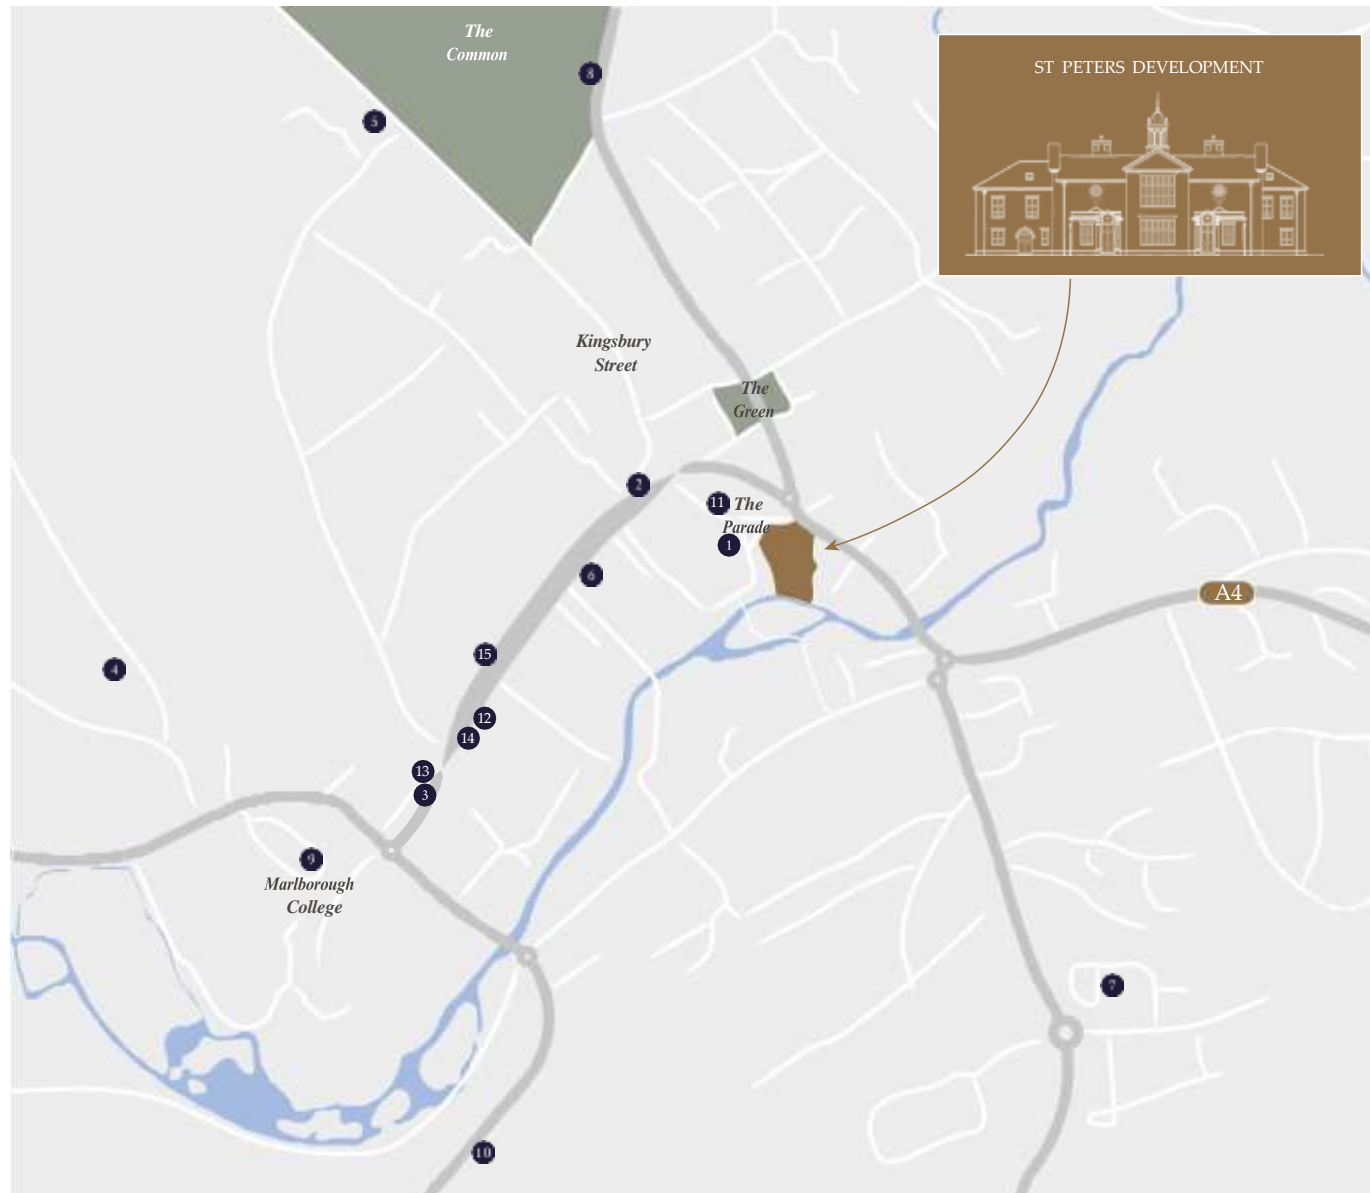 The
Common
ST PETERS DEVELOPMENT
8
5
Kingsbury
Street
The
Green
2
11
The
Parade
1
6
A4
15
4
12
14
13
3
9
Marlborough
College
7
10